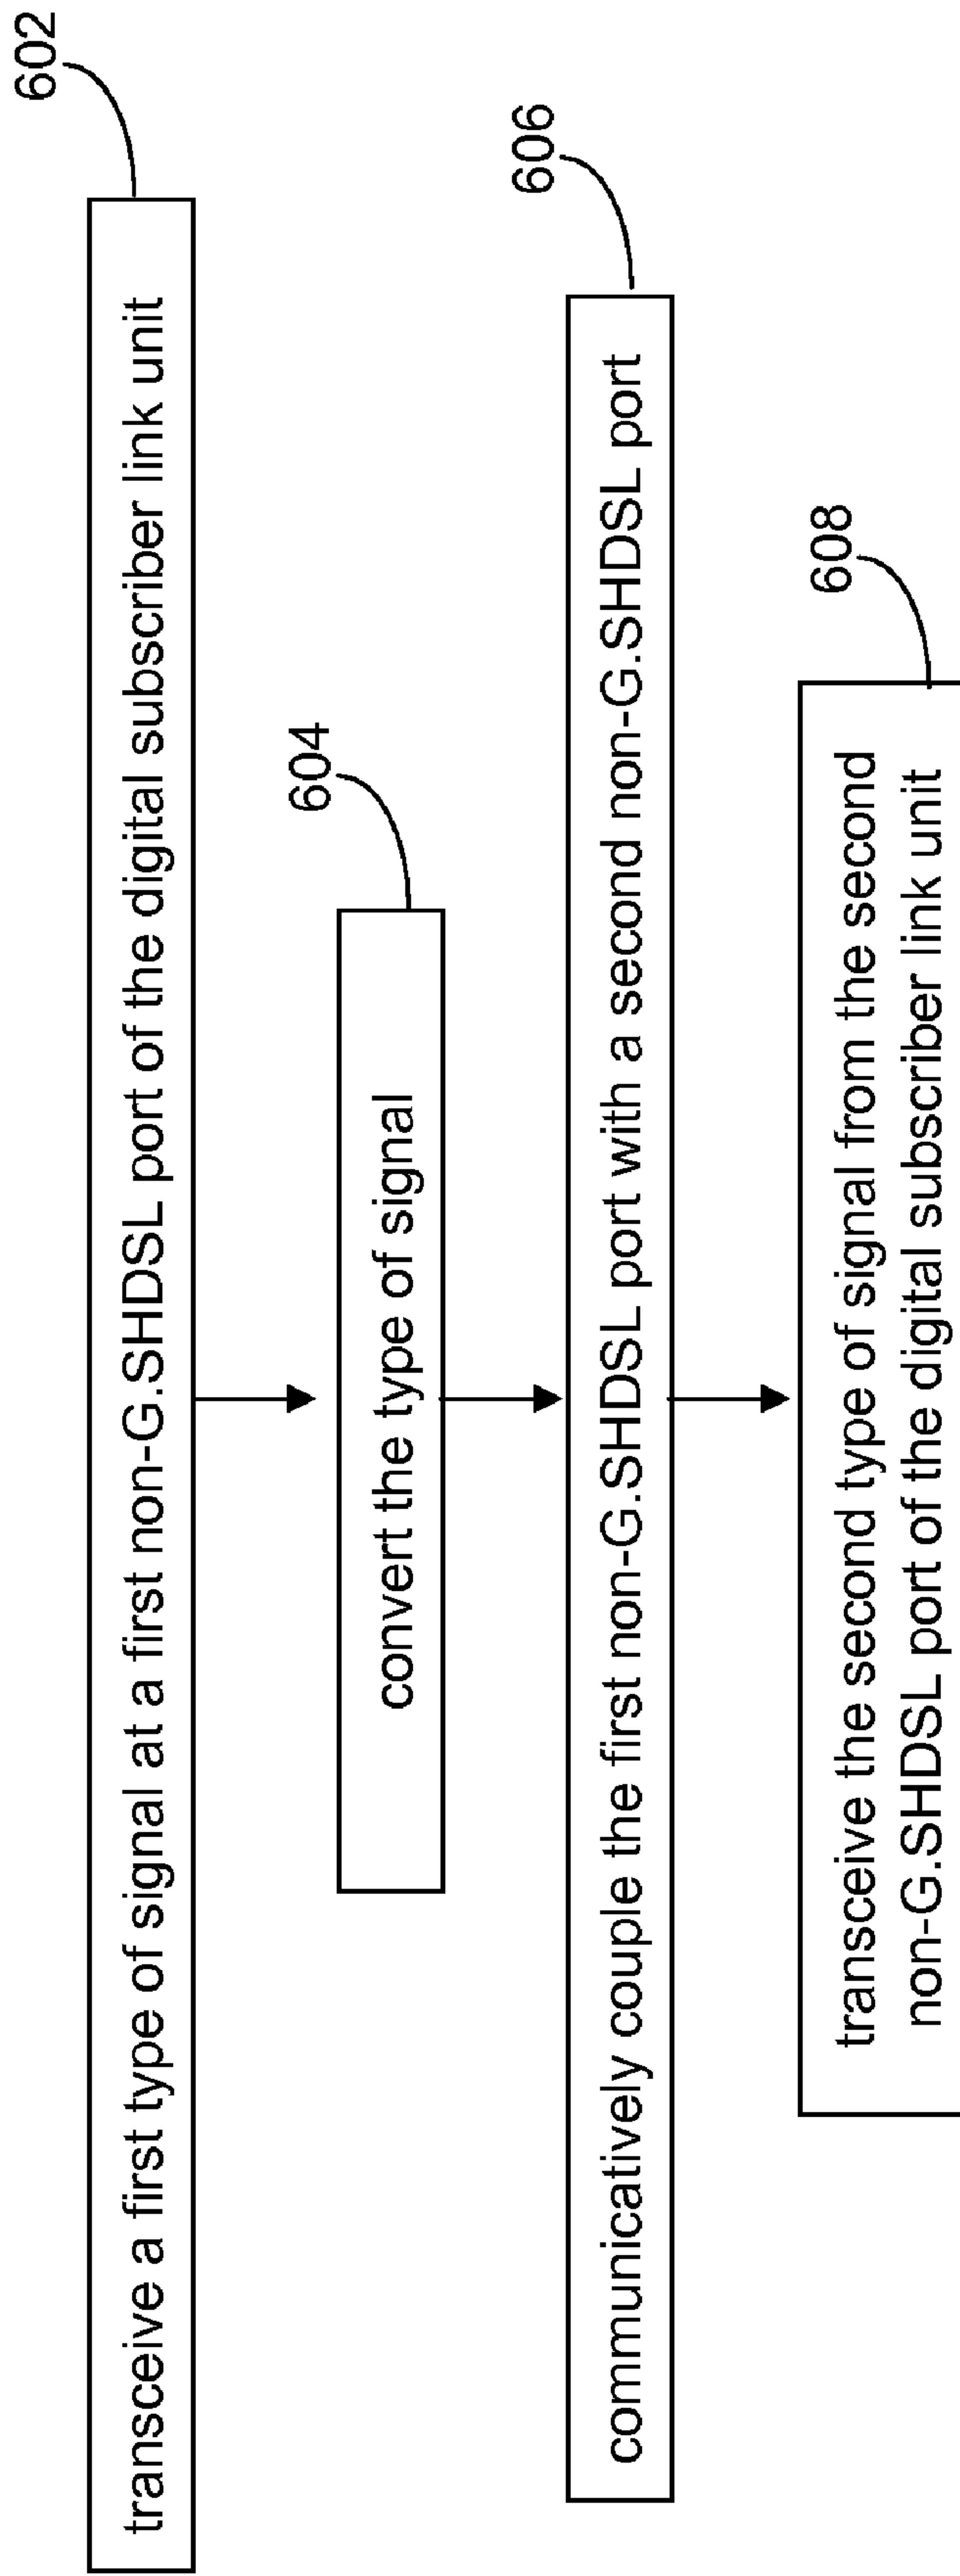 602
transceive a first type of signal at a first non-G.SHDSL port of the digital subscriber link unit
604
convert the type of signal
606
communicatively couple the first non-G.SHDSL port with a second non-G.SHDSL port
608
transceive the second type of signal from the second
non-G.SHDSL port of the digital subscriber link unit